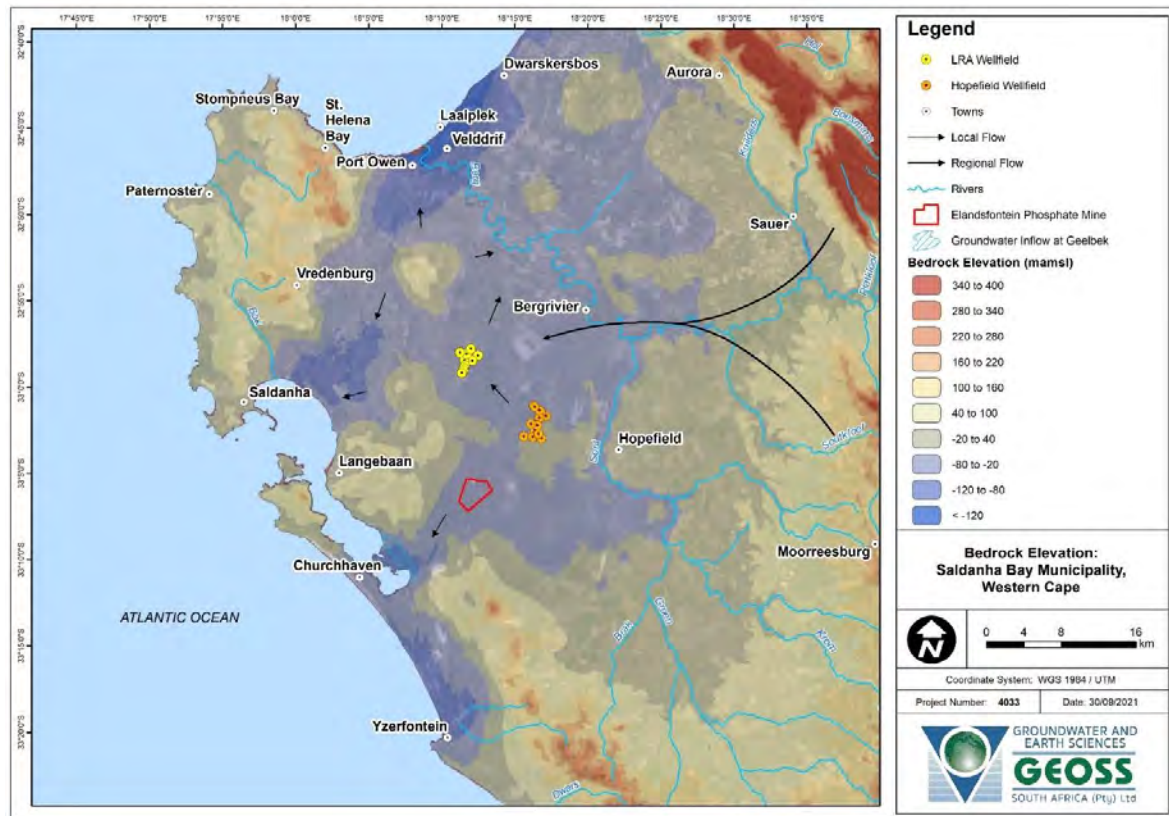 17°45'0"E 17°50'0"E 17°55'0"E 18°0'0"E 18°5'0"E 18°10'0"E 18°15'0"E 18°20'0"E 18°25'0"E 18°30'0"E 18°35'0"E
32°40'0"S
32°45'0"S
32°50'0"S
33°0'0"S
33°5'0"S
33°10'0"S
33°15'0"S
33°20'0"S
Dwarskersbos
Aurora
Stompneus Bay
St.
Helena
Bay
Laaiplek
Velddrif
Port Owen
Paternoster
Sauer
Vredenburg
Bergrivier
Saldanha
Hopefield
Langebaan
Moorreesburg
Churchhaven
ATLANTIC OCEAN
Yzerfontein
Sout
Brak
Groen
Krom
Dwars
Legend
LRA Wellfield
Hopefield Wellfield
Towns
Local Flow
Regional Flow
Rivers
Elandsfontein Phosphate Mine
Groundwater Inflow at Geelbek
Bedrock Elevation (mamsl)
340 to 400
280 to 340
220 to 280
160 to 220
100 to 160
40 to 100
-20 to 40
-80 to -20
-120 to -80
< -120
Bedrock Elevation:
Saldanha Bay Municipality,
Western Cape
N
0 4 8 16
km
Coordinate System: WGS 1984 / UTM
Project Number: 4033 Date: 30/09/2021
GROUNDWATER AND
EARTH SCIENCES
GEOSS
SOUTH AFRICA (Pty) Ltd